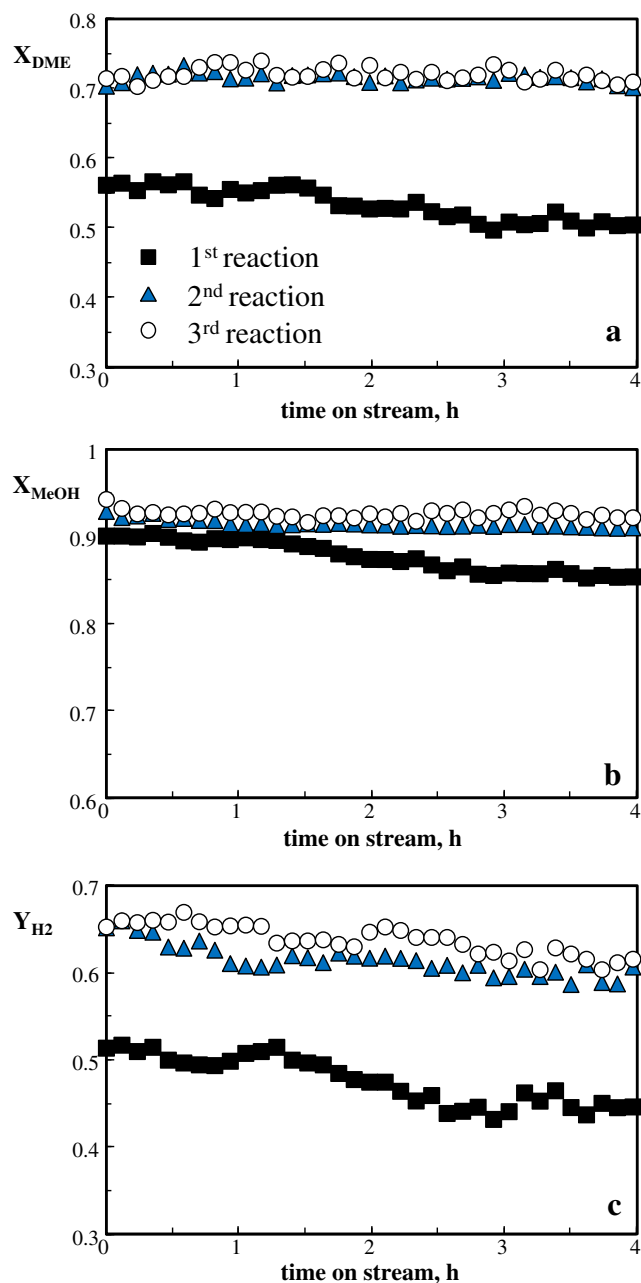 0.8
X_DME
0.7
0.6
0.5
1st reaction
0.4
2nd reaction
3rd reaction
a
0.3
0 1 2 3 4
time on stream, h
1
X_MeOH
0.9
0.8
0.7
b
0.6
0 1 2 3 4
time on stream, h
0.7
Y_H2
0.6
0.5
0.4
c
0.3
0 1 2 3 4
time on stream, h